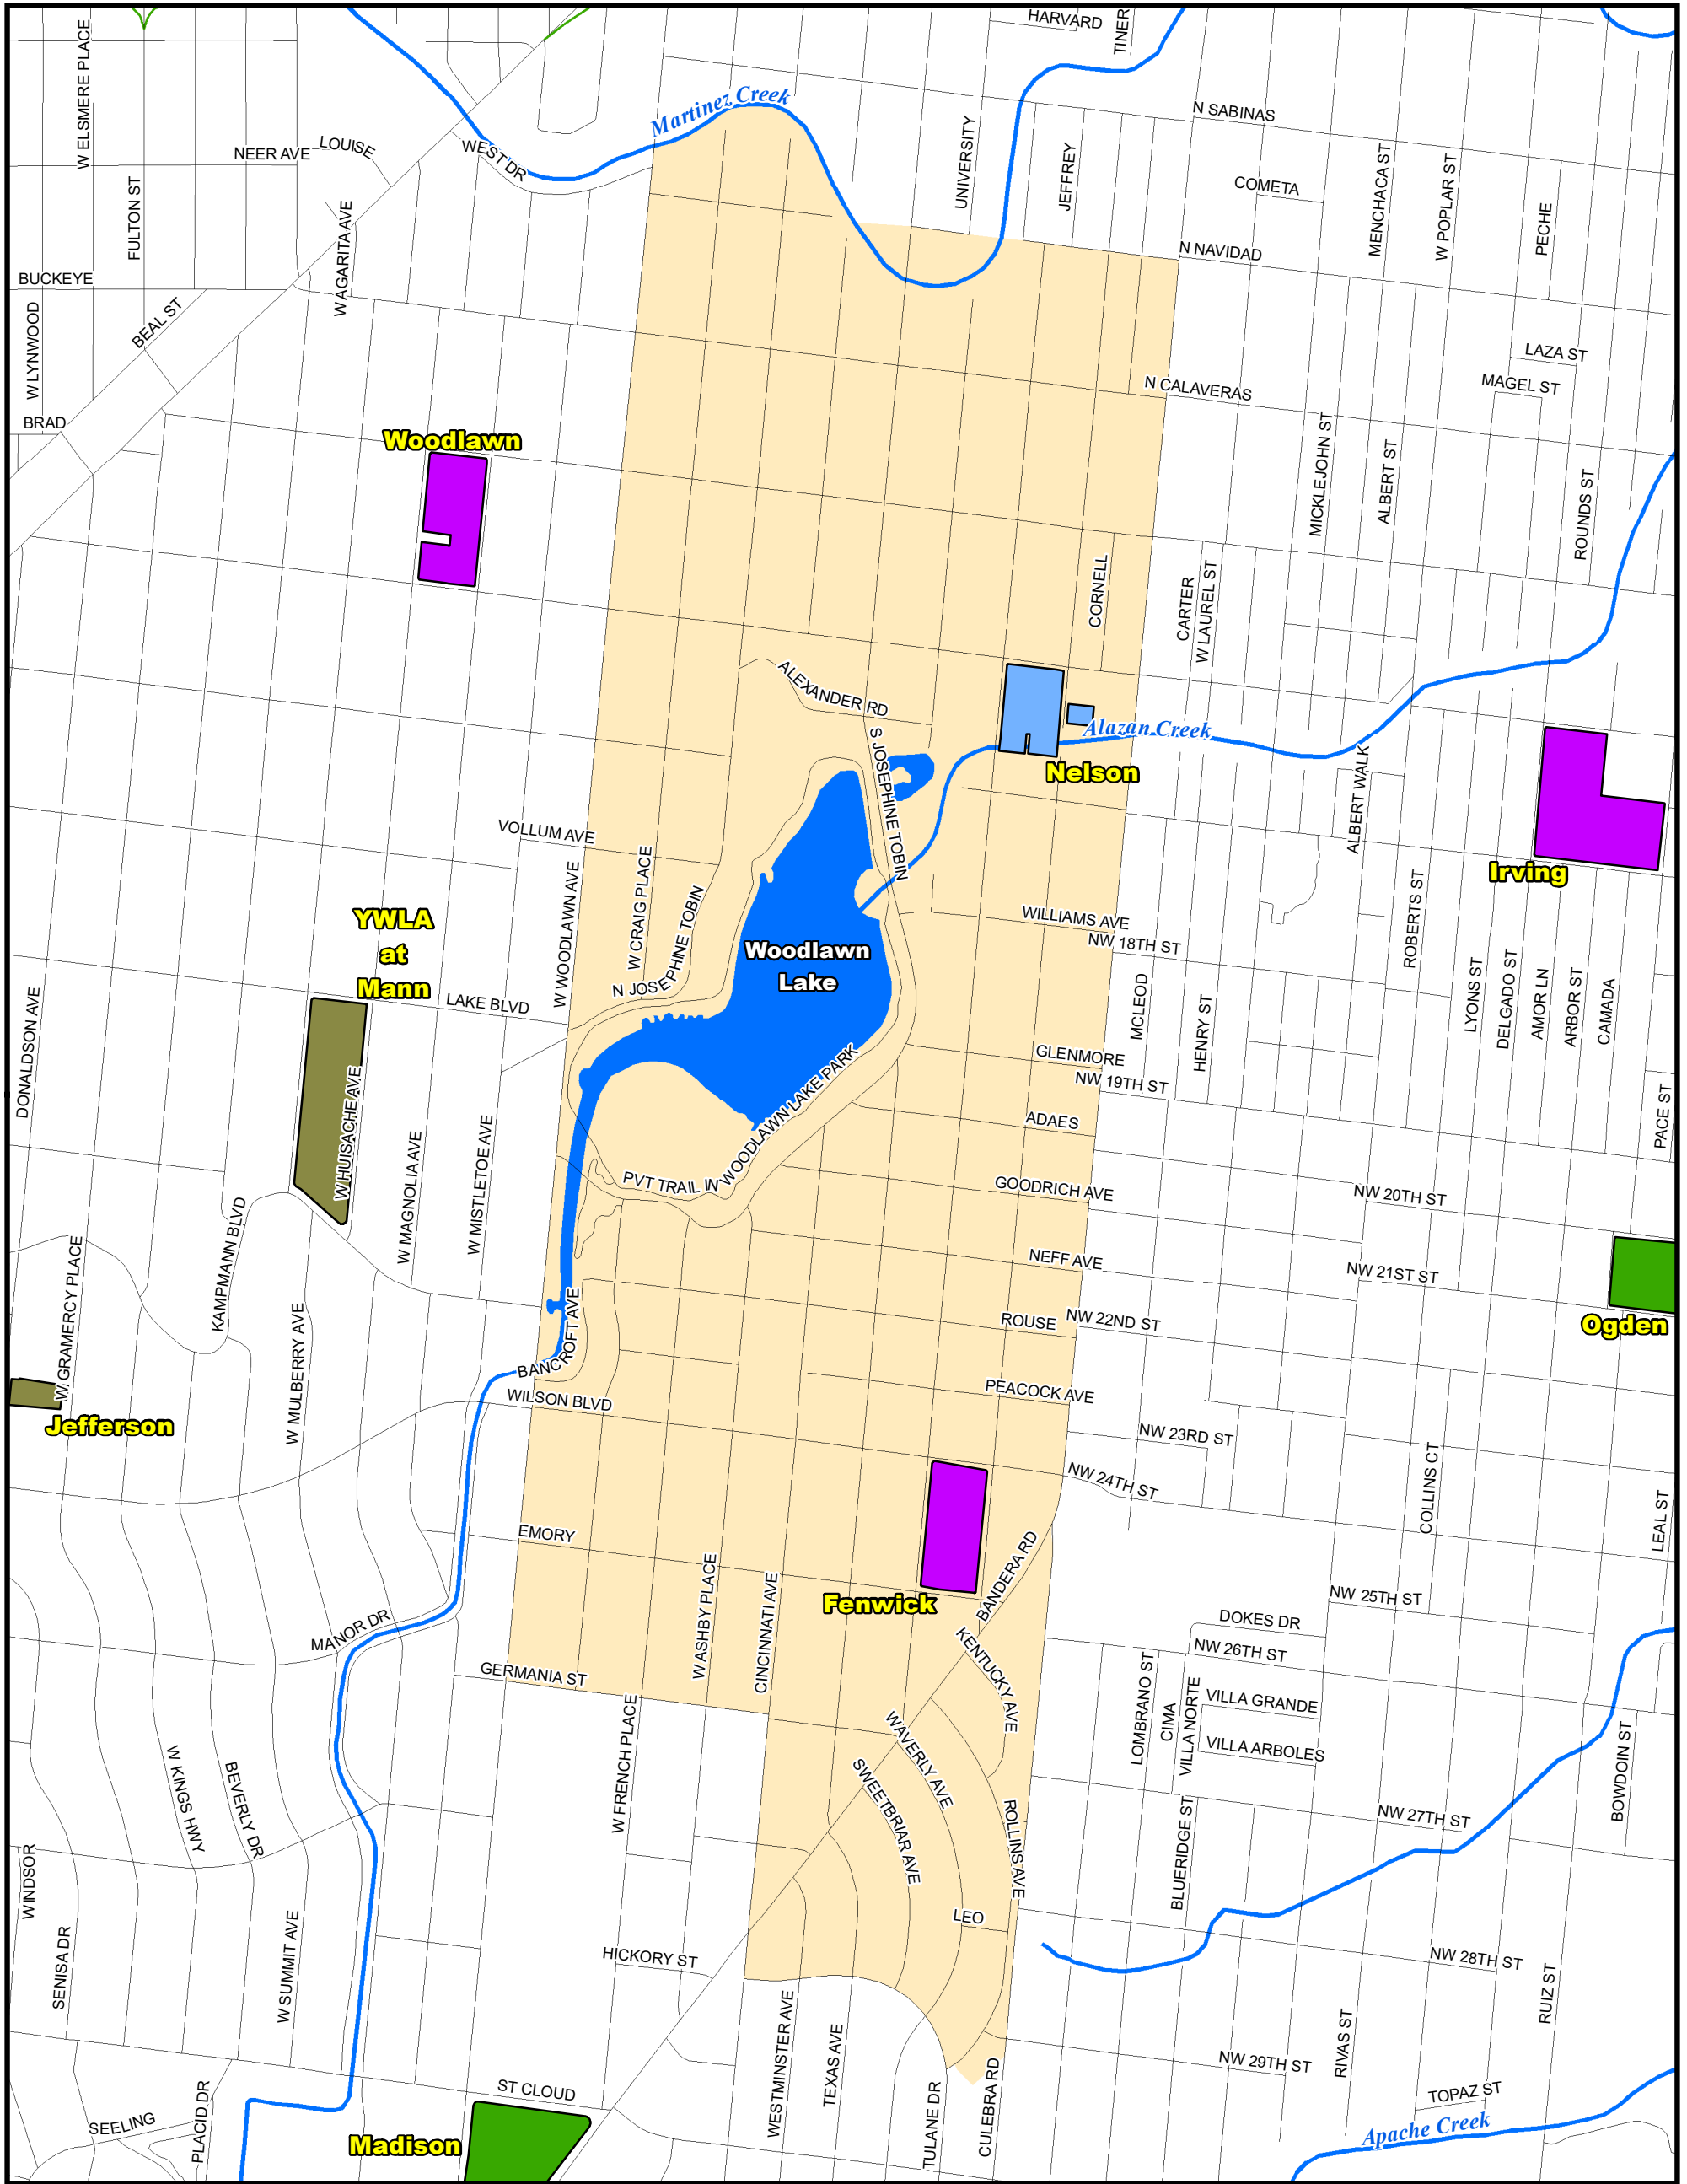 HARVARD
TINER
W ELSMERE PLACE
Martinez Creek
N SABINAS
NEER AVE
LOUISE
WEST DR
UNIVERSITY
JEFFREY
COMETA
MENCHACA ST
W POPLAR ST
PECHE
FULTON ST
W AGARITA AVE
N NAVIDAD
BUCKEYE
BEAL ST
W LYNWOOD
LAZA ST
MAGEL ST
N CALAVERAS
BRAD
Woodlawn
MICKLEJOHN ST
ALBERT ST
ROUNDS ST
CORNELL
CARTER
W LAUREL ST
ALEXANDER RD
S JOSEPHINE TOBIN
Alazan Creek
Nelson
ALBERT WALK
VOLLUM AVE
Irving
W WOODLAWN AVE
W CRAIG PLACE
N JOSEPHINE TOBIN
YWLA
at
Mann
WILLIAMS AVE
NW 18TH ST
ROBERTS ST
Woodlawn
Lake
LAKE BLVD
DONALDSON AVE
MCLEOD
HENRY ST
LYONS ST
DELGADO ST
AMOR LN
ARBOR ST
CAMADA
GLENMORE
NW 19TH ST
PACE ST
W HUISACHE AVE
W MAGNOLIA AVE
W MISTLETOE AVE
ADAES
PVT TRAIL IN WOODLAWN LAKE PARK
GOODRICH AVE
NW 20TH ST
KAMPMANN BLVD
W GRAMERCY PLACE
NEFF AVE
NW 21ST ST
Ogden
W MULBERRY AVE
BANCROFT AVE
ROUSE
NW 22ND ST
WILSON BLVD
PEACOCK AVE
Jefferson
NW 23RD ST
NW 24TH ST
COLLINS CT
LEAL ST
EMORY
W ASHBY PLACE
CINCINNATI AVE
Fenwick
BANDERA RD
NW 25TH ST
MANOR DR
DOKES DR
NW 26TH ST
GERMANIA ST
KENTUCKY AVE
LOMBRANO ST
CIMA
VILLA NORTE
VILLA GRANDE
VILLA ARBOLES
W FRENCH PLACE
WAVERLY AVE
SWEETBRIAR AVE
ROLLINS AVE
BOWDOIN ST
W KINGS HWY
BEVERLY DR
NW 27TH ST
BLUERIDGE ST
WINDSOR
SENISA DR
W SUMMIT AVE
LEO
HICKORY ST
NW 28TH ST
RUIZ ST
WESTMINSTER AVE
TEXAS AVE
RIVAS ST
NW 29TH ST
ST CLOUD
TULANE DR
CULEBRA RD
TOPAZ ST
SEELING
PLACID DR
Madison
Apache Creek